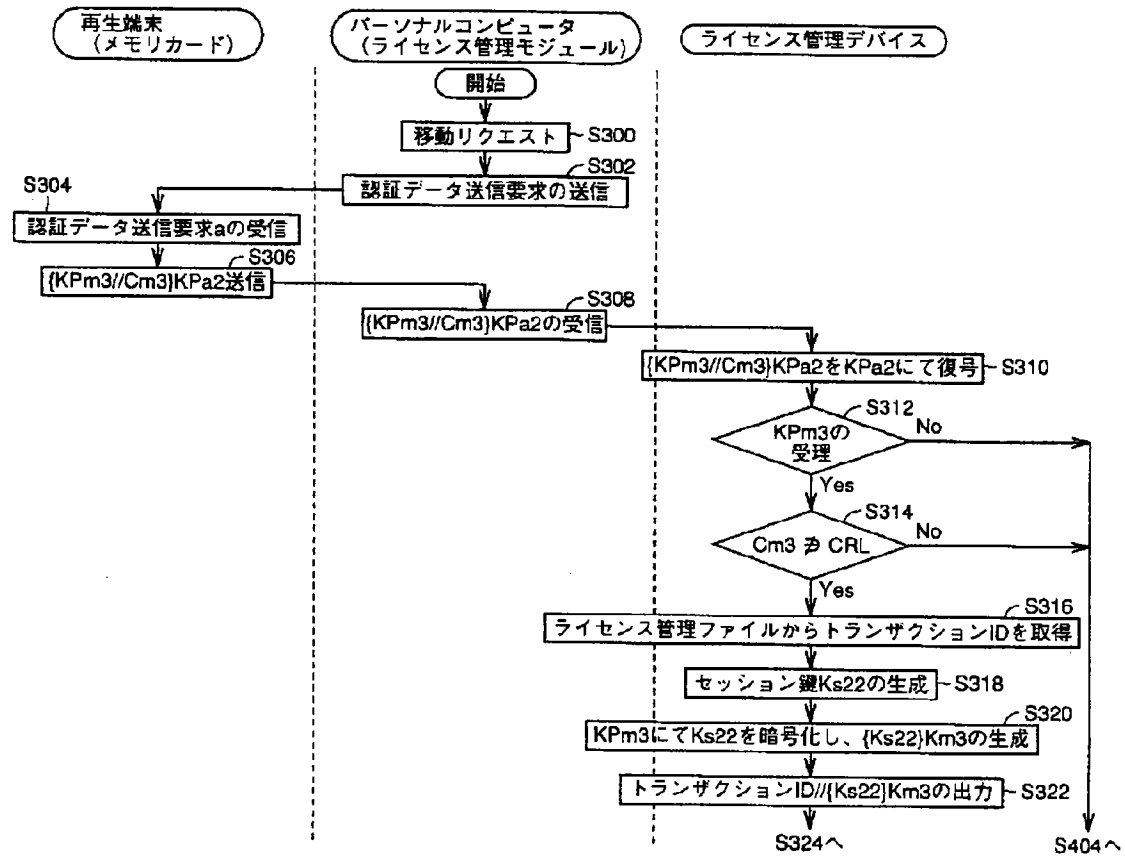 再生端末
（メモリカード）
パーソナルコンピュータ
（ライセンス管理モジュール）
ライセンス管理デバイス
開始
移動リクエスト
S300
S302
認証データ送信要求の送信
S304
認証データ送信要求aの受信
S306
{KPm3//Cm3}KPa2送信
S308
{KPm3//Cm3}KPa2の受信
{KPm3//Cm3}KPa2をKPa2にて復号
S310
S312
KPm3の
受理
No
Yes
S314
Cm3 ∌ CRL
No
Yes
S316
ライセンス管理ファイルからトランザクションIDを取得
セッション鍵Ks22の生成
S318
S320
KPm3にてKs22を暗号化し、{Ks22}Km3の生成
トランザクションID//{Ks22}Km3の出力
S322
S324へ
S404へ